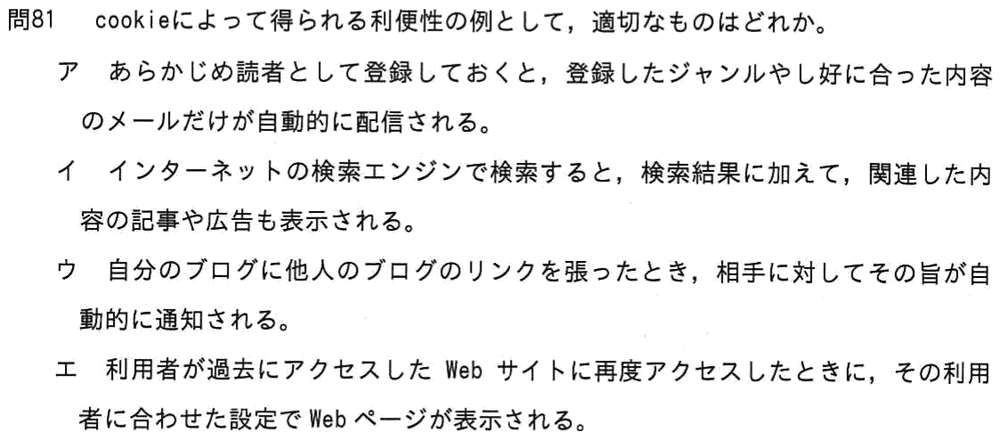 問81 cookieによって得られる利便性の例として，適切なものはどれか。
ア あらかじめ読者として登録しておくと，登録したジャンルやし好に合った内容
のメールだけが自動的に配信される。
イ インターネットの検索エンジンで検索すると，検索結果に加えて，関連した内
容の記事や広告も表示される。
ウ 自分のブログに他人のブログのリンクを張ったとき，相手に対してその旨が自
動的に通知される。
エ 利用者が過去にアクセスした Web サイトに再度アクセスしたときに，その利用
者に合わせた設定で Web ページが表示される。